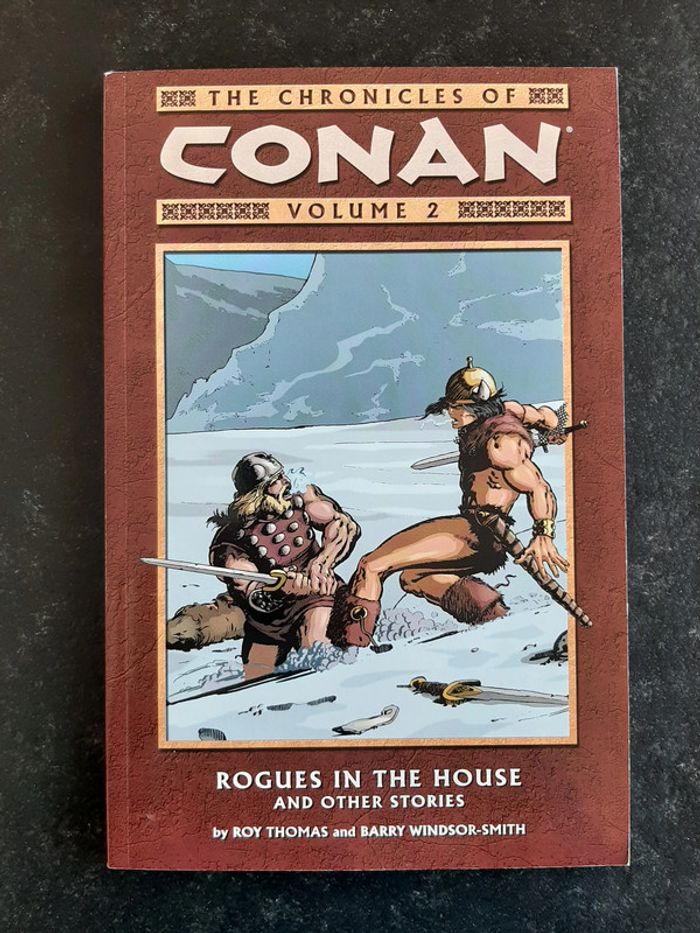 THE CHRONICLES OF
CONAN®
VOLUME 2
ROGUES IN THE HOUSE
AND OTHER STORIES
by ROY THOMAS and BARRY WINDSOR-SMITH